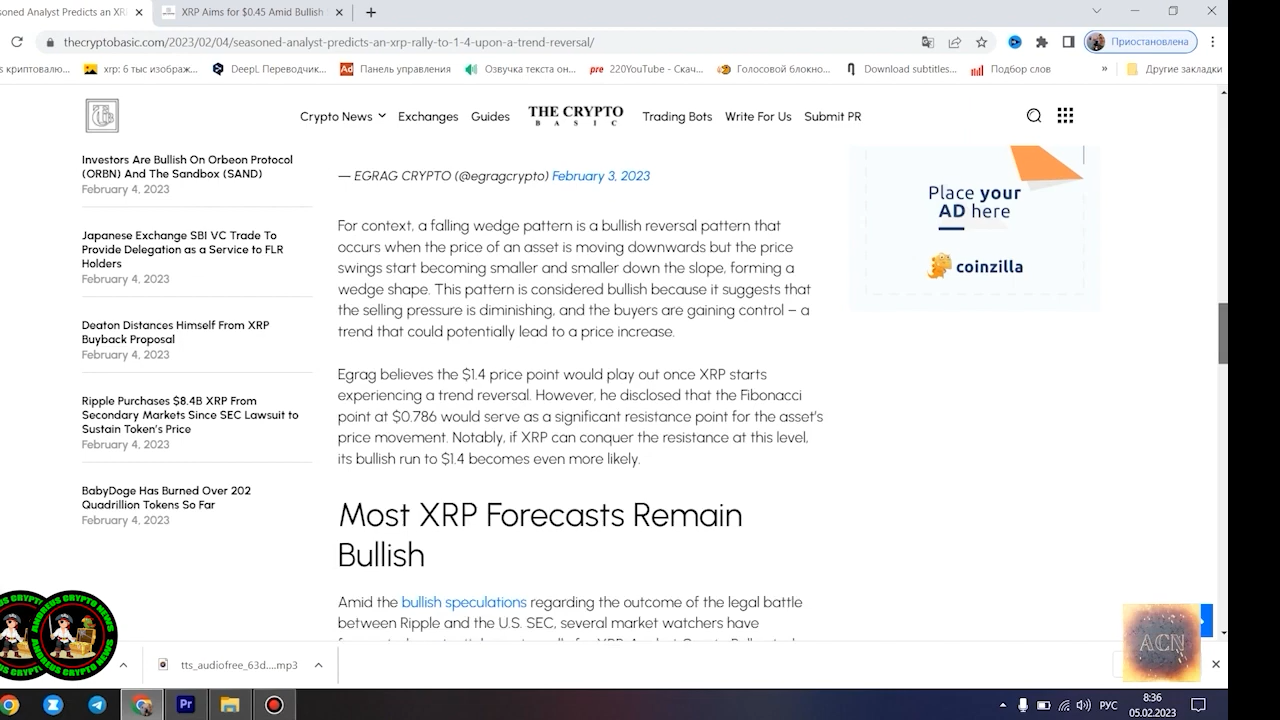 soned Analyst Predicts an XR
XRP Aims for $0.45 Amid Bullish
thecryptobasic.com/2023/02/04/seasoned-analyst-predicts-an-xrp-rally-to-1-4-upon-a-trend-reversal/
Приостановлена
s криптовалю...
xrp: 6 тыс изображ...
DeepL Переводчик...
Панель управления
Озвучка текста он...
pre 220YouTube - Скач...
Голосовой блокно...
Download subtitles...
Подбор слов
»
Другие закладки
Crypto News
Exchanges
Guides
THE CRYPTO
BASIC
Trading Bots
Write For Us
Submit PR
Investors Are Bullish On Orbeon Protocol
(ORBN) And The Sandbox (SAND)
February 4, 2023
Japanese Exchange SBI VC Trade To
Provide Delegation as a Service to FLR
Holders
February 4, 2023
Deaton Distances Himself From XRP
Buyback Proposal
February 4, 2023
Ripple Purchases $8.4B XRP From
Secondary Markets Since SEC Lawsuit to
Sustain Token’s Price
February 4, 2023
BabyDoge Has Burned Over 202
Quadrillion Tokens So Far
February 4, 2023
— EGRAG CRYPTO (@egragcrypto) February 3, 2023
For context, a falling wedge pattern is a bullish reversal pattern that
occurs when the price of an asset is moving downwards but the price
swings start becoming smaller and smaller down the slope, forming a
wedge shape. This pattern is considered bullish because it suggests that
the selling pressure is diminishing, and the buyers are gaining control – a
trend that could potentially lead to a price increase.
Egrag believes the $1.4 price point would play out once XRP starts
experiencing a trend reversal. However, he disclosed that the Fibonacci
point at $0.786 would serve as a significant resistance point for the asset’s
price movement. Notably, if XRP can conquer the resistance at this level,
its bullish run to $1.4 becomes even more likely.
Most XRP Forecasts Remain
Bullish
Amid the bullish speculations regarding the outcome of the legal battle
between Ripple and the U.S. SEC, several market watchers have
Place your
AD here
coinzilla
ANDREUS CRYPTO NEWS
ANDREUS CRYPTO NEWS
ACN
tts_audiofree_63d....mp3
РУС
8:36
05.02.2023